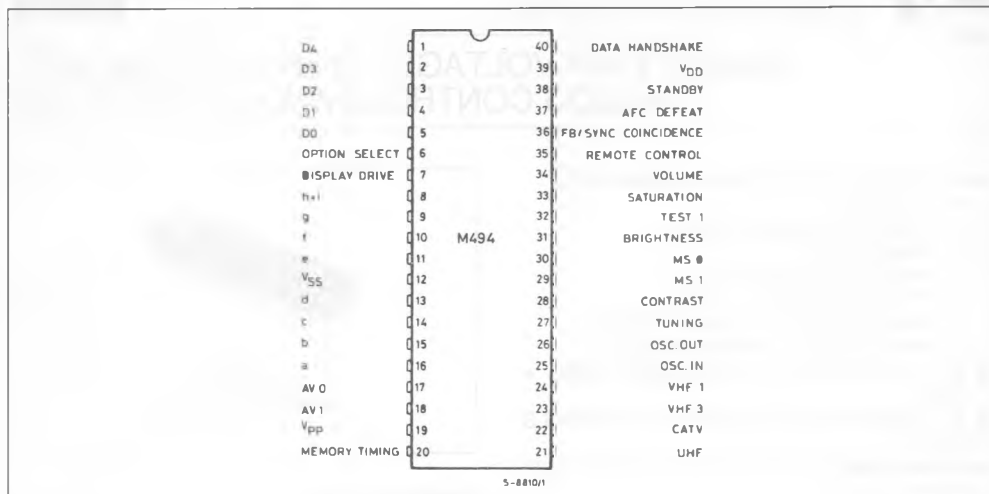 D4 1 40 DATA HANDSHAKE
D3 2 39 VDD
D2 3 38 STANDBY
D1 4 37 AFC DEFEAT
D0 5 36 FB/SYNC COINCIDENCE
OPTION SELECT 6 35 REMOTE CONTROL
DISPLAY DRIVE 7 34 VOLUME
h+i 8 33 SATURATION
g 9 32 TEST 1
f 10 M494 31 BRIGHTNESS
e 11 30 MS 0
VSS 12 29 MS 1
d 13 28 CONTRAST
c 14 27 TUNING
b 15 26 OSC. OUT
a 16 25 OSC. IN
AV 0 17 24 VHF 1
AV 1 18 23 VHF 3
Vpp 19 22 CATV
MEMORY TIMING 20 21 UHF
5-8810/1